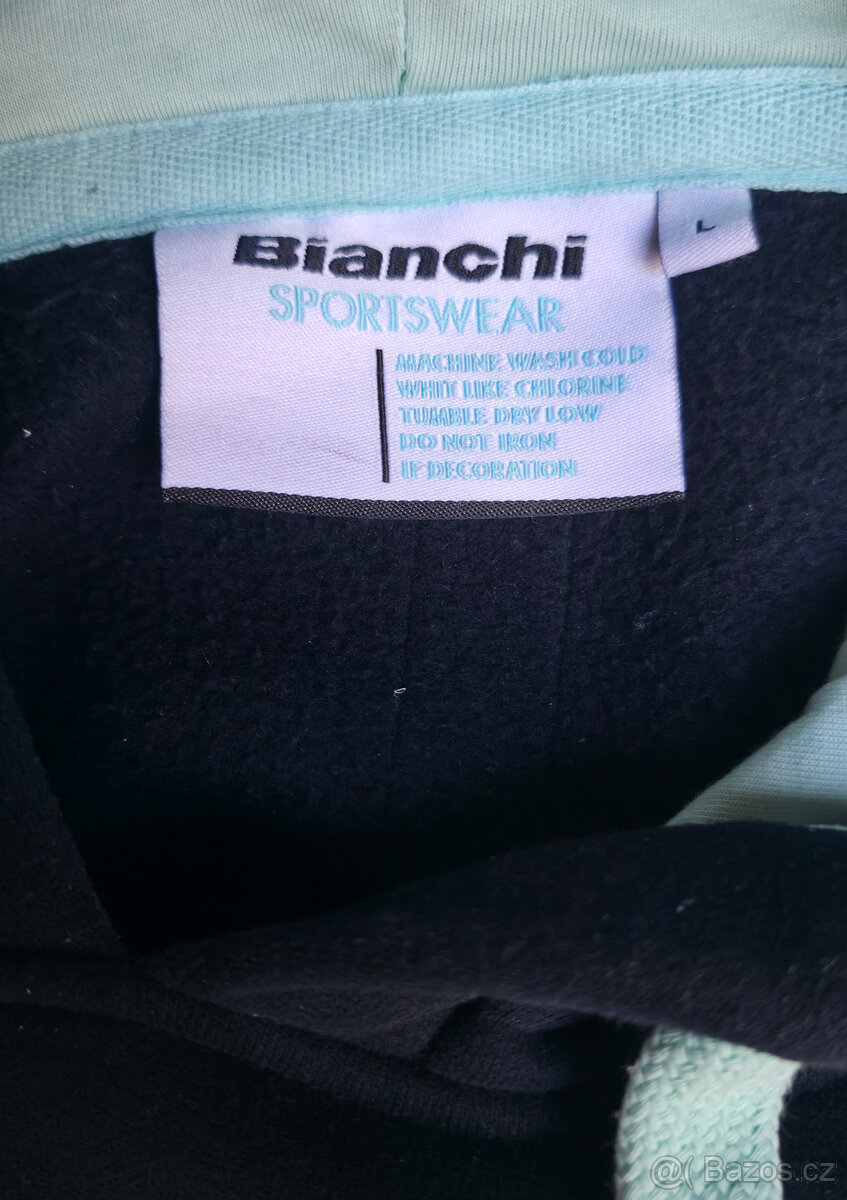 Bianchi
SPORTSWEAR
L
MACHINE WASH COLD
WHIT LIKE CHLORINE
TUMBLE DRY LOW
DO NOT IRON
IF DECORATION
@( Bazos.cz